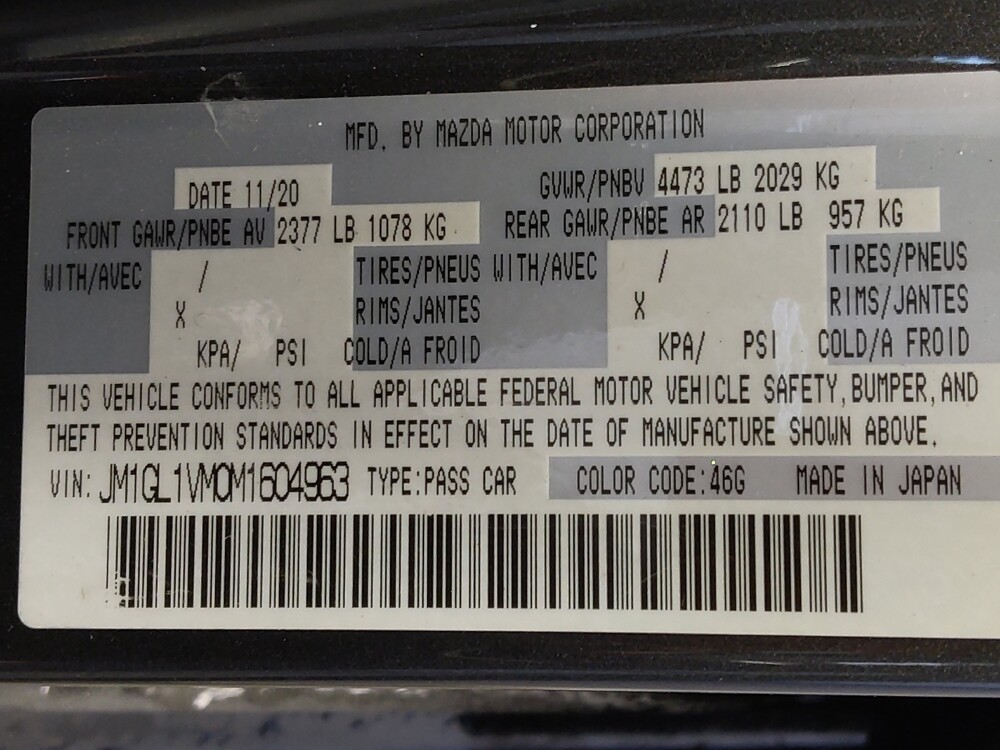 MFD. BY MAZDA MOTOR CORPORATION
DATE 11/20 GVWR/PNBV 4473 LB 2029 KG
FRONT GAWR/PNBE AV 2377 LB 1078 KG REAR GAWR/PNBE AR 2110 LB 957 KG
WITH/AVEC / TIRES/PNEUS WITH/AVEC / TIRES/PNEUS
X RIMS/JANTES X RIMS/JANTES
KPA/ PSI COLD/A FROID KPA/ PSI COLD/A FROID
THIS VEHICLE CONFORMS TO ALL APPLICABLE FEDERAL MOTOR VEHICLE SAFETY, BUMPER, AND
THEFT PREVENTION STANDARDS IN EFFECT ON THE DATE OF MANUFACTURE SHOWN ABOVE.
VIN: JM1GL1VM0M1604963 TYPE:PASS CAR COLOR CODE:46G MADE IN JAPAN